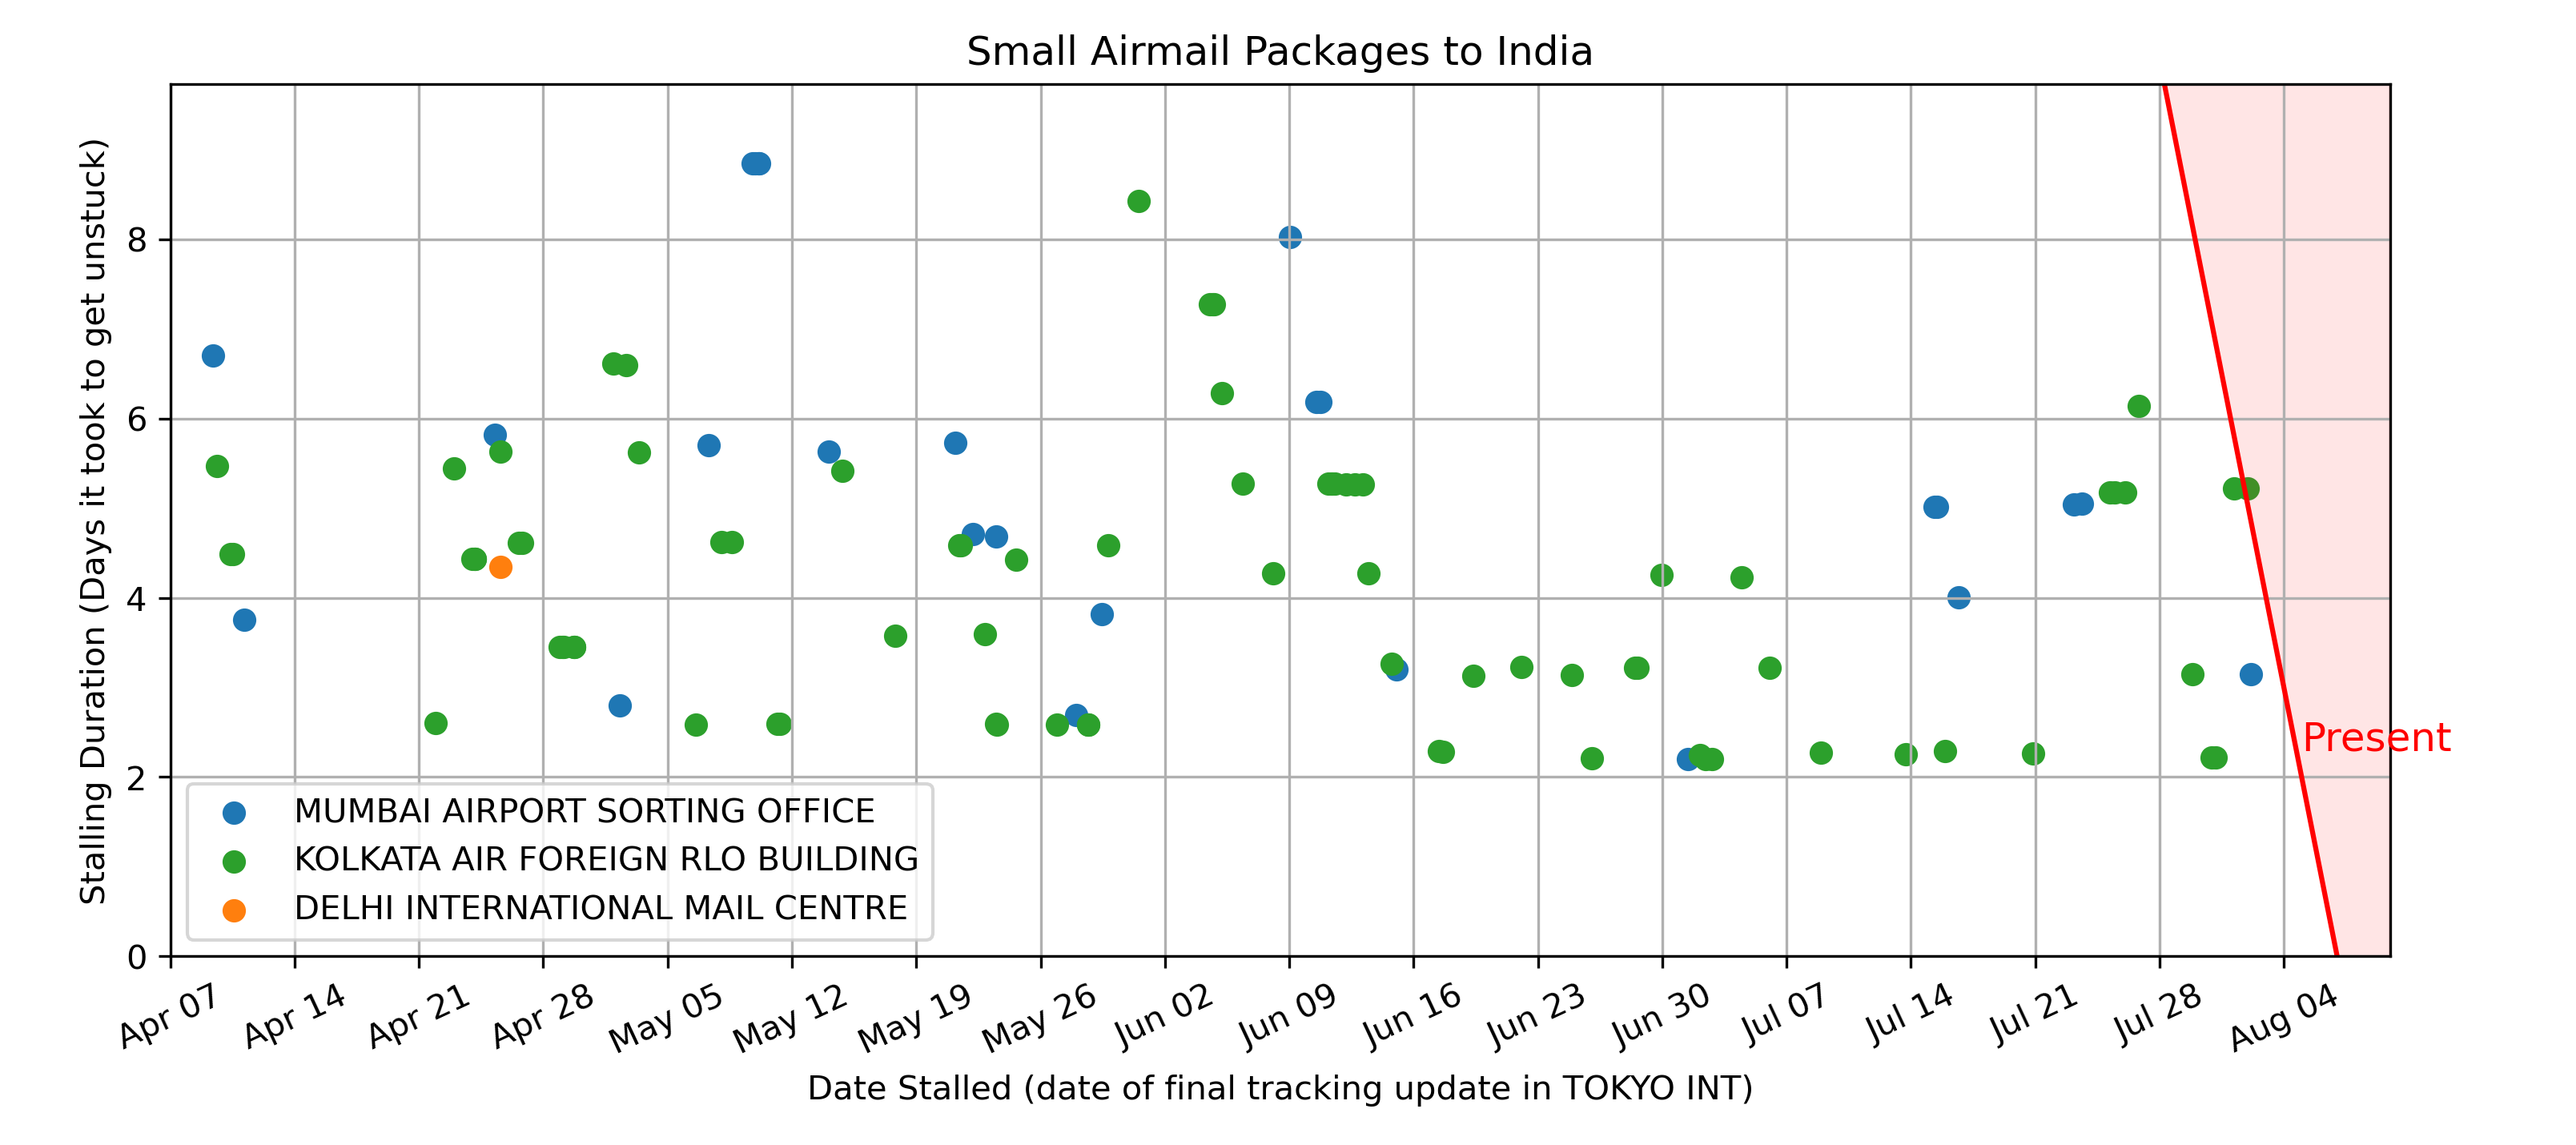 Small Airmail Packages to India
Stalling Duration (Days it took to get unstuck)
8
6
4
2
0
Present
MUMBAI AIRPORT SORTING OFFICE
KOLKATA AIR FOREIGN RLO BUILDING
DELHI INTERNATIONAL MAIL CENTRE
Apr 07 Apr 14 Apr 21 Apr 28 May 05 May 12 May 19 May 26 Jun 02 Jun 09 Jun 16 Jun 23 Jun 30 Jul 07 Jul 14 Jul 21 Jul 28 Aug 04
Date Stalled (date of final tracking update in TOKYO INT)